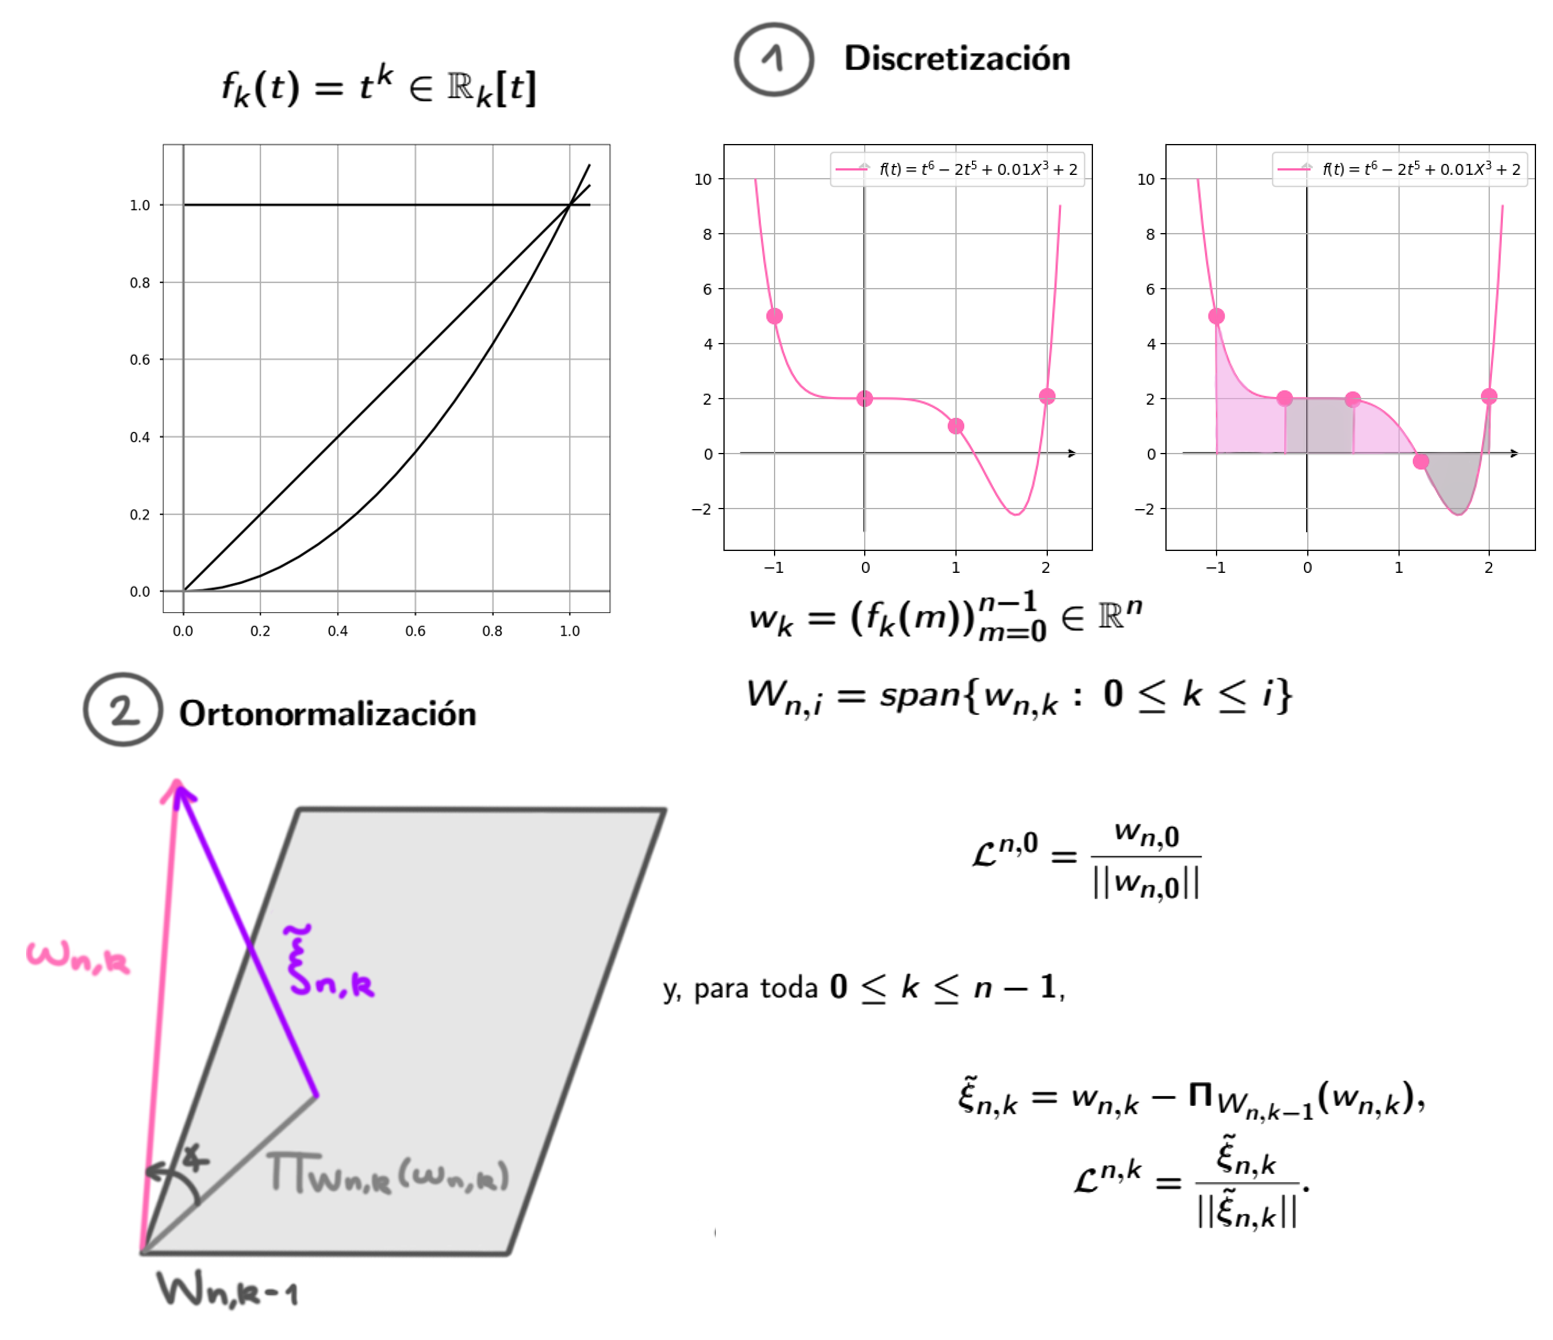 f_k(t) = t^k ∈ ℝ_k[t]
1.0
0.8
0.6
0.4
0.2
0.0
0.0 0.2 0.4 0.6 0.8 1.0
1 Discretización
f(t) = t^6 − 2t^5 + 0.01X^3 + 2
10
8
6
4
2
0
−2
−1 0 1 2
f(t) = t^6 − 2t^5 + 0.01X^3 + 2
10
8
6
4
2
0
−2
−1 0 1 2
w_k = (f_k(m))_{m=0}^{n−1} ∈ ℝ^n
W_{n,i} = span{w_{n,k} : 0 ≤ k ≤ i}
2 Ortonormalización
w_{n,k}
ξ̃_{n,k}
∡
Π_{W_{n,k}}(w_{n,k})
W_{n,k-1}
𝓛^{n,0} = w_{n,0} / ||w_{n,0}||
y, para toda 0 ≤ k ≤ n − 1,
ξ̃_{n,k} = w_{n,k} − Π_{W_{n,k−1}}(w_{n,k}),
𝓛^{n,k} = ξ̃_{n,k} / ||ξ̃_{n,k}||.